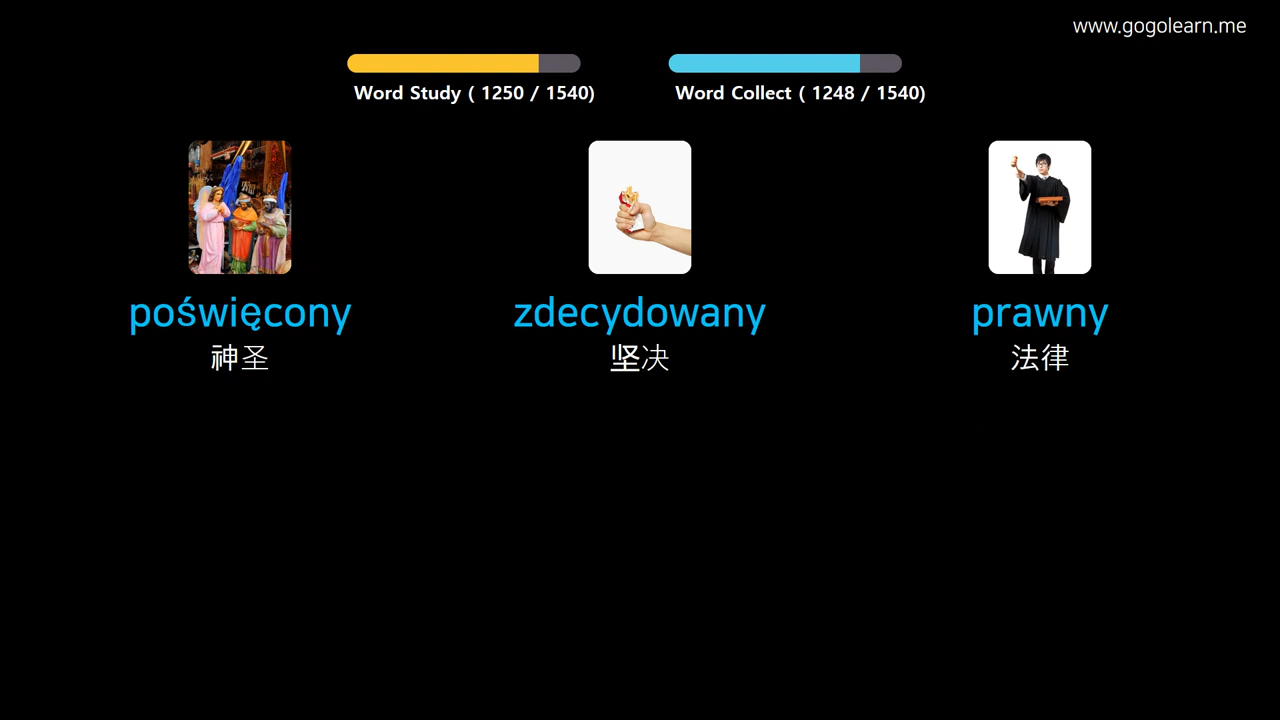 www.gogolearn.me
Word Study ( 1250 / 1540)
Word Collect ( 1248 / 1540)
poświęcony
神圣
zdecydowany
坚决
prawny
法律